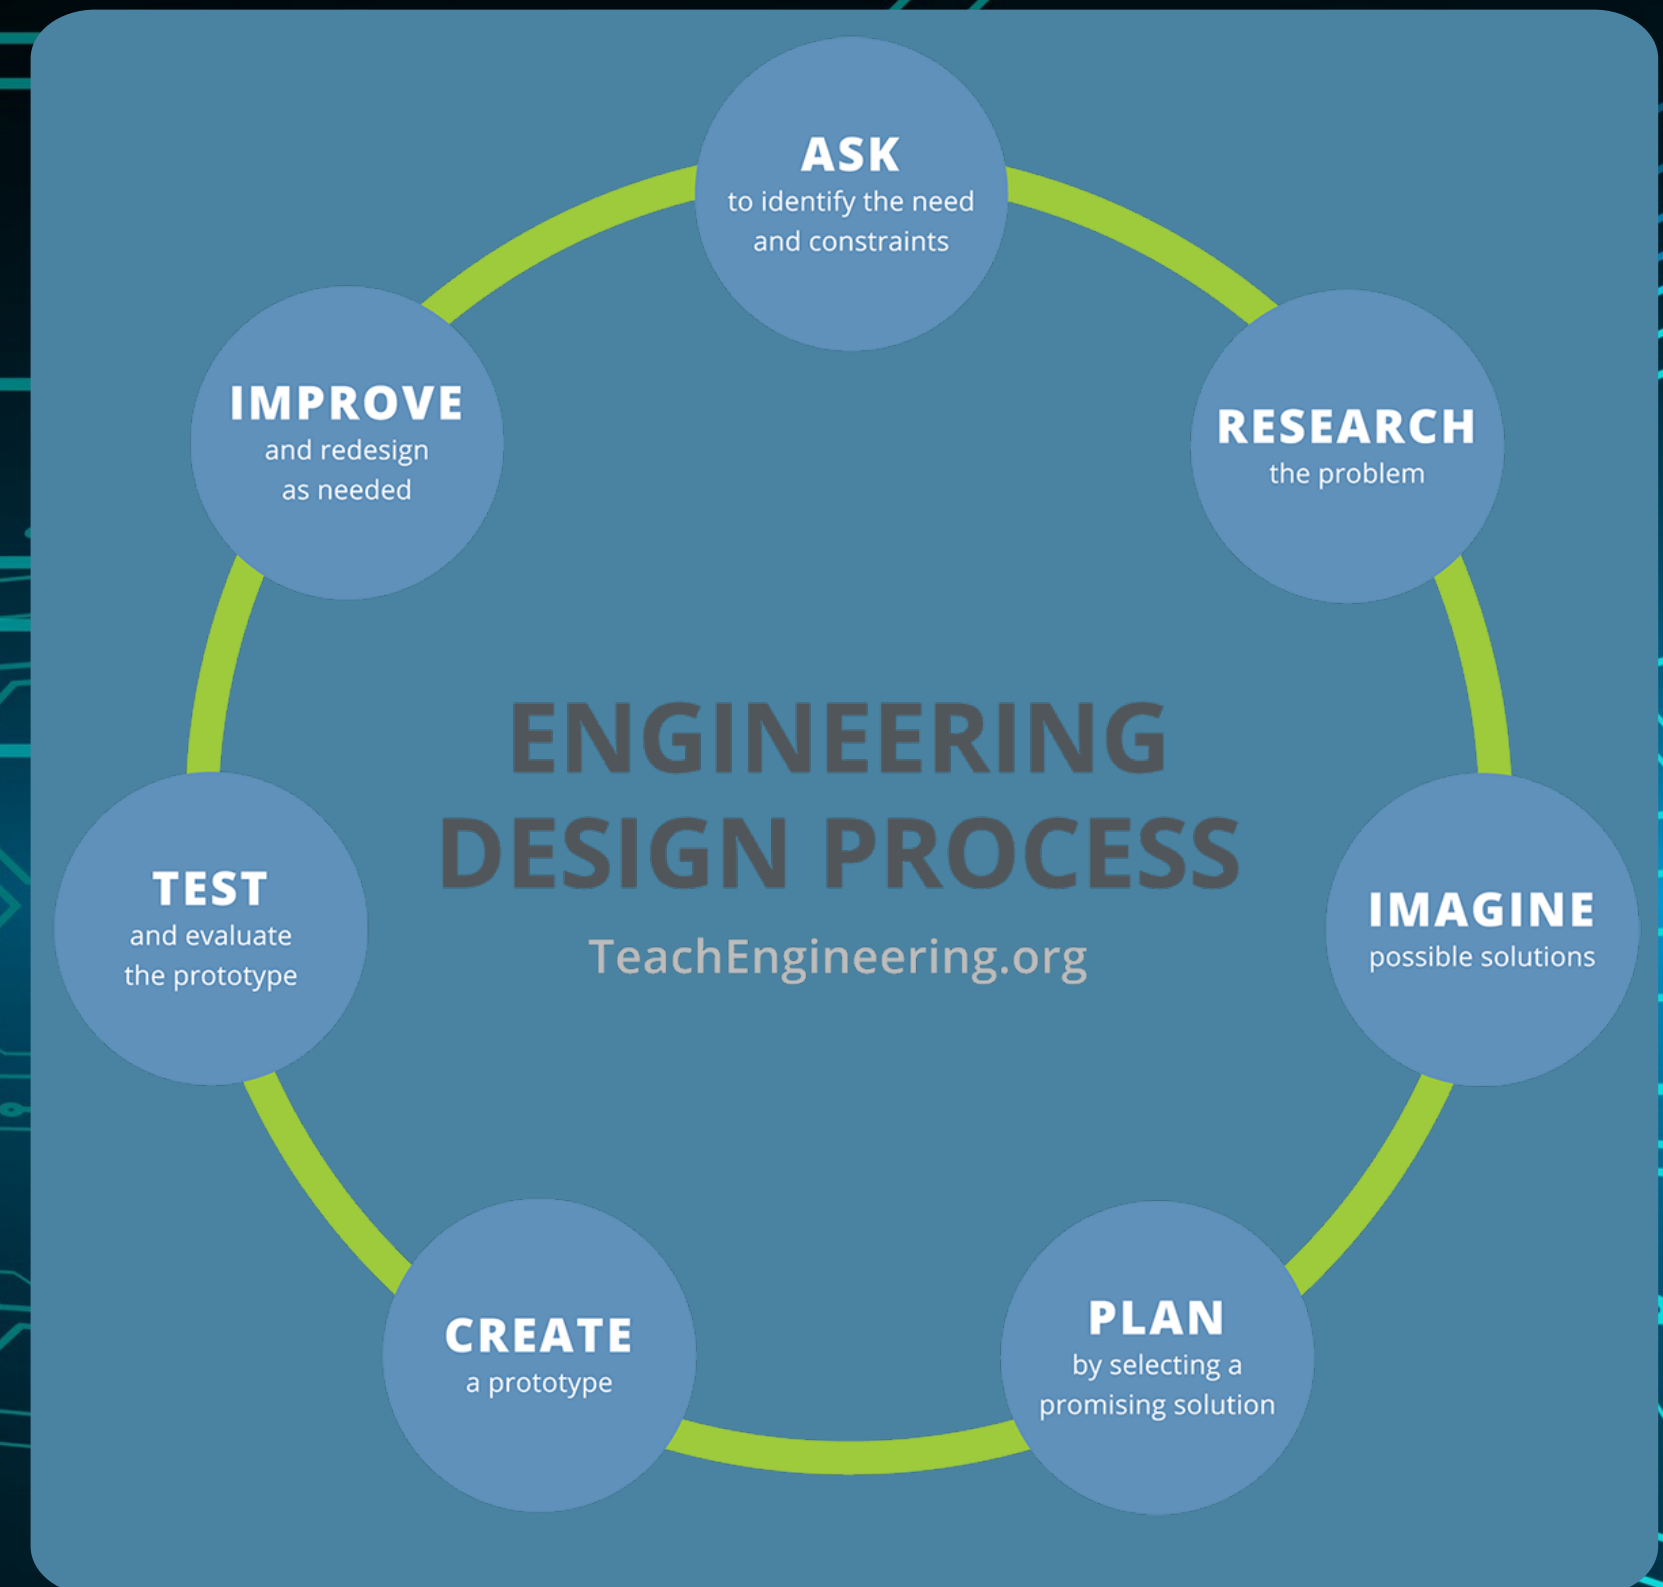 ASK
to identify the need
and constraints
RESEARCH
the problem
IMAGINE
possible solutions
PLAN
by selecting a
promising solution
CREATE
a prototype
TEST
and evaluate
the prototype
IMPROVE
and redesign
as needed
ENGINEERING
DESIGN PROCESS
TeachEngineering.org